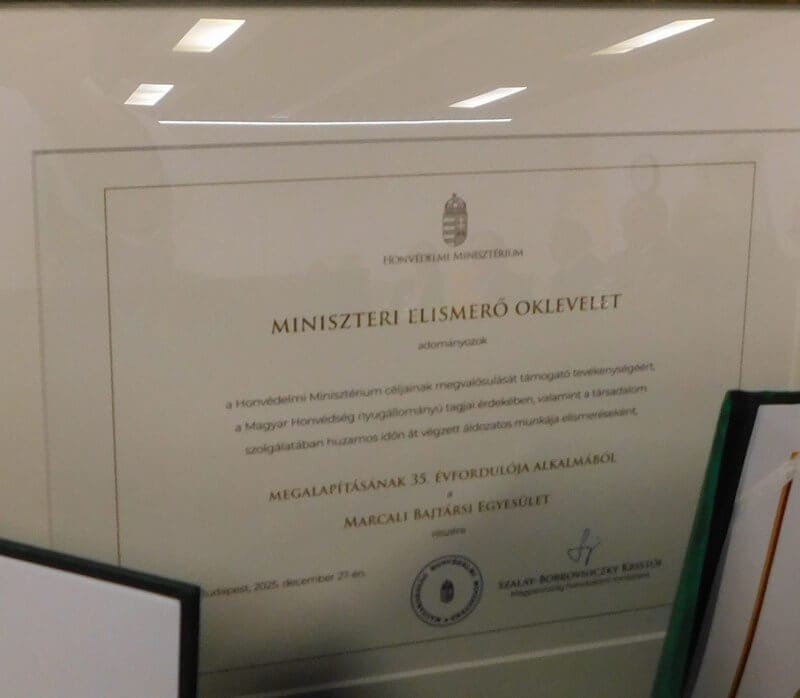 HONVÉDELMI MINISZTÉRIUM
MINISZTERI ELISMERŐ OKLEVELET
adományozok
a Honvédelmi Minisztérium céljainak megvalósulását támogató tevékenységéért,
a Magyar Honvédség nyugállományú tagjai érdekében, valamint a társadalom
szolgálatában huzamos időn át végzett áldozatos munkája elismeréseként,
MEGALAPÍTÁSÁNAK 35. ÉVFORDULÓJA ALKALMÁBÓL
a
MARCALI BAJTÁRSI EGYESÜLET
részére
Budapest, 2025. december 27-én.
SZALAY-BOBROVNICZKY KRISTÓF
Magyarország honvédelmi minisztere